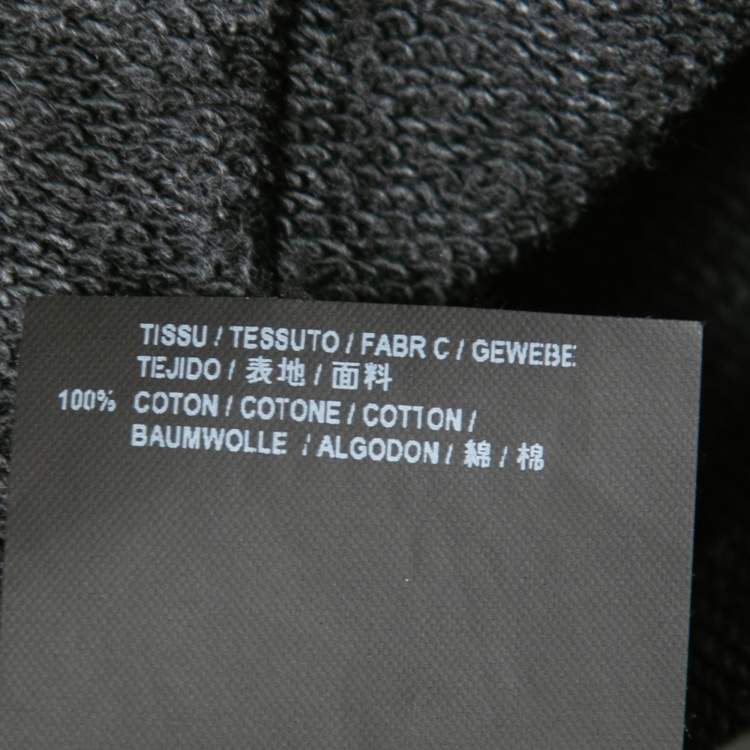 TISSU / TESSUTO / FABR C / GEWEBE
TEJIDO / 表地 / 面料
100% COTON / COTONE / COTTON /
BAUMWOLLE / ALGODON / 綿 / 棉